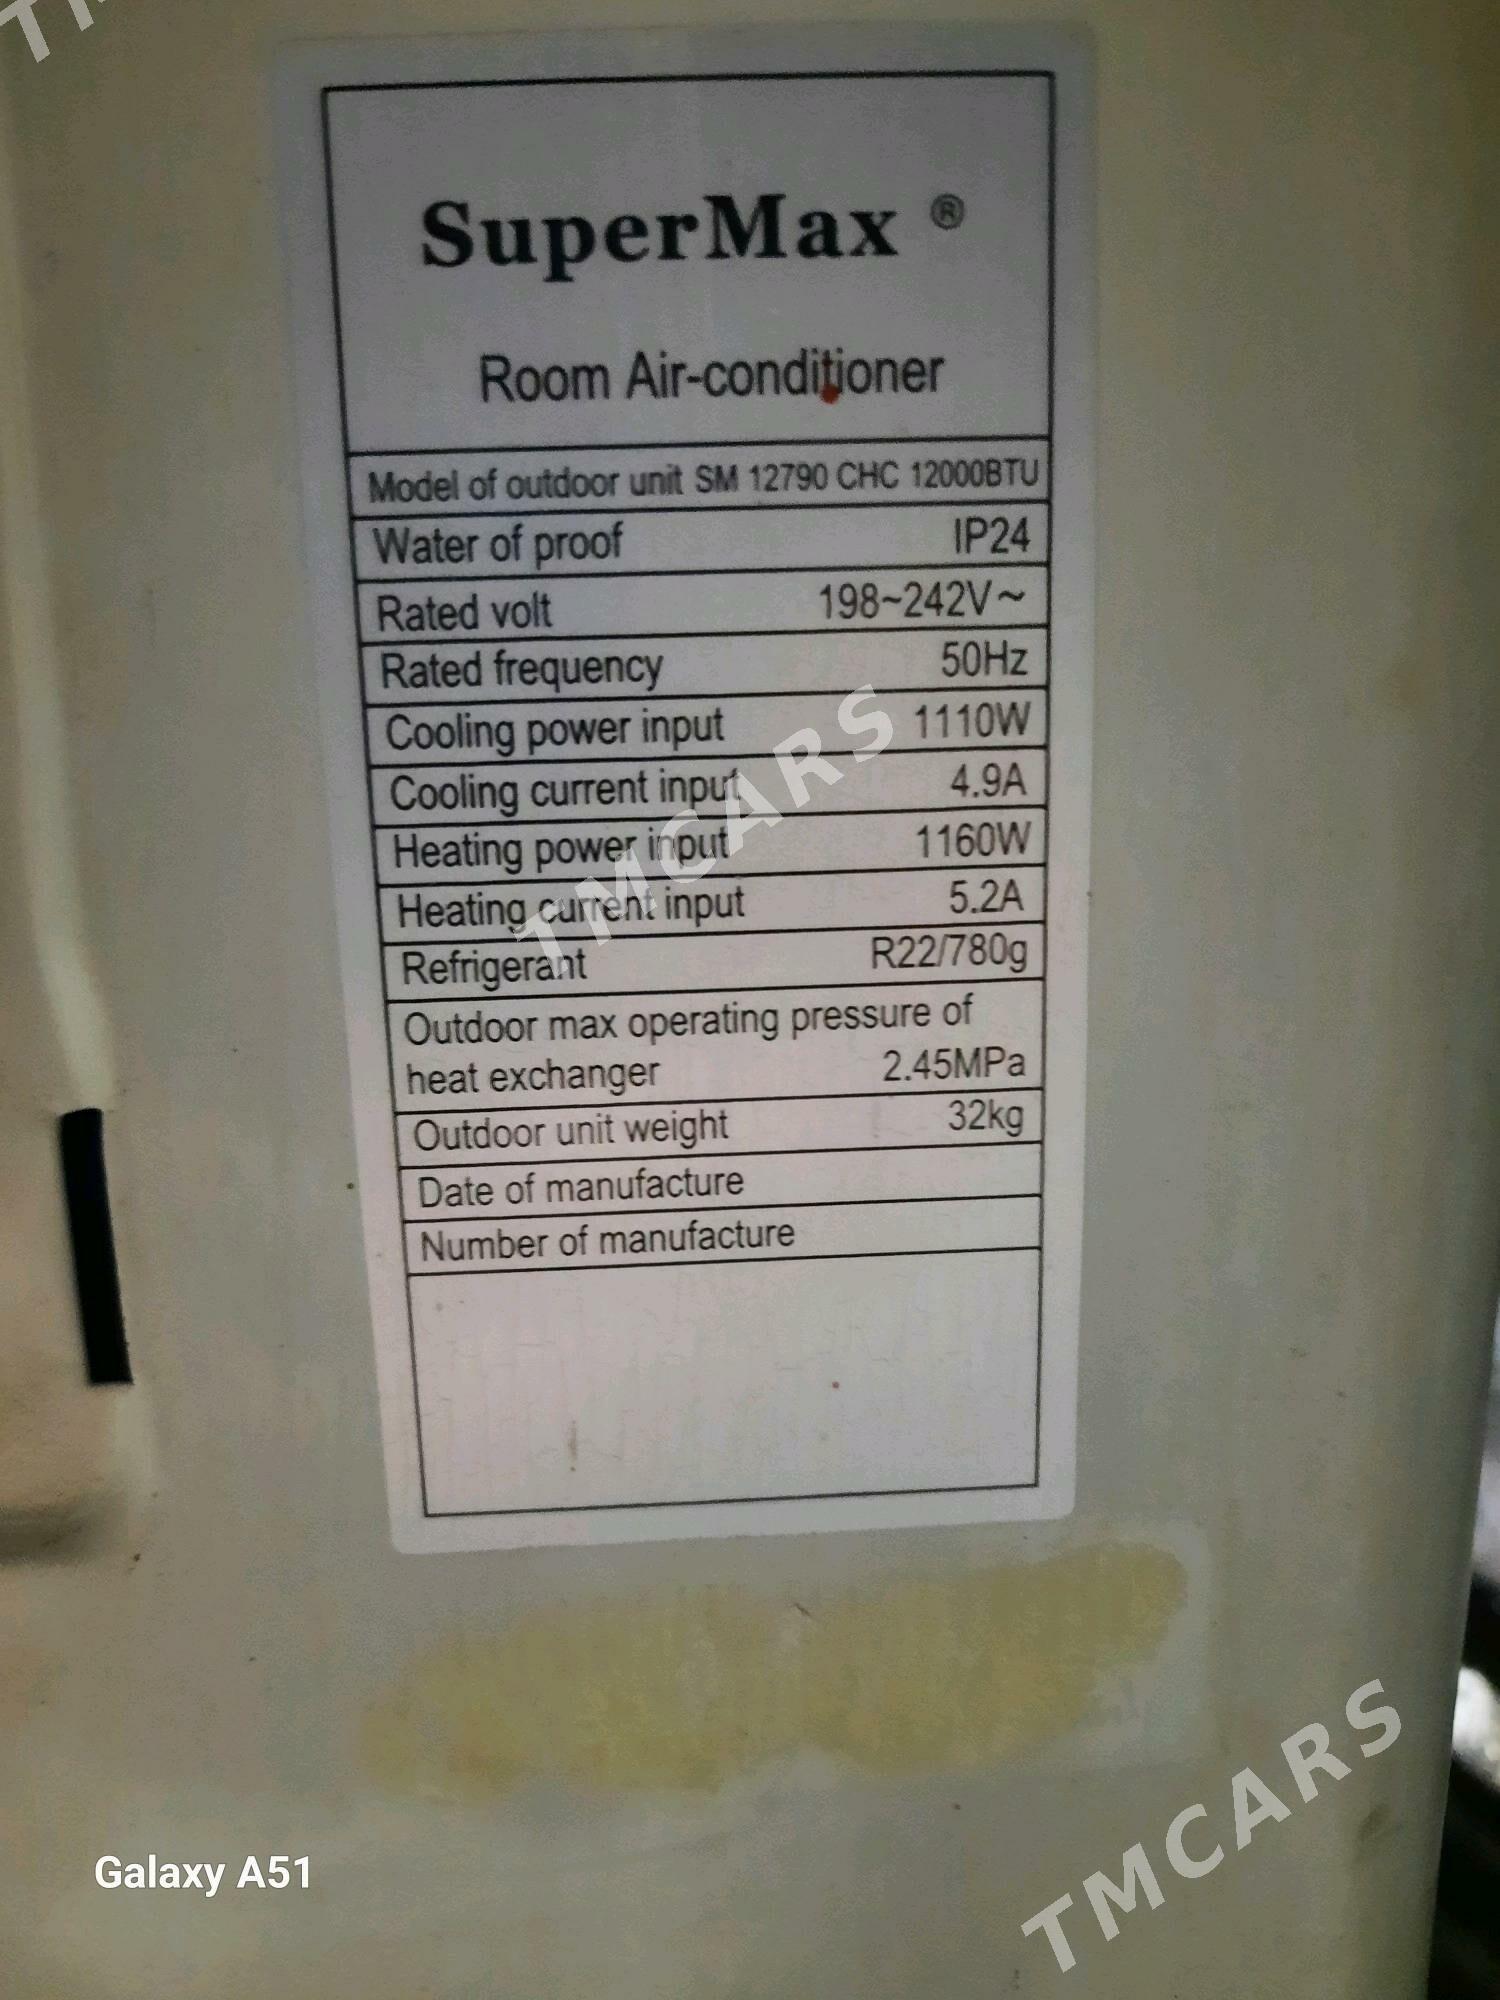 TM
SuperMax ®
Room Air-conditioner
Model of outdoor unit SM 12790 CHC 12000BTU
Water of proof IP24
Rated volt 198~242V~
Rated frequency 50Hz
Cooling power input 1110W
Cooling current input 4.9A
Heating power input 1160W
Heating current input 5.2A
Refrigerant R22/780g
Outdoor max operating pressure of
heat exchanger 2.45MPa
Outdoor unit weight 32kg
Date of manufacture
Number of manufacture
TMCARS
Galaxy A51
TMCARS